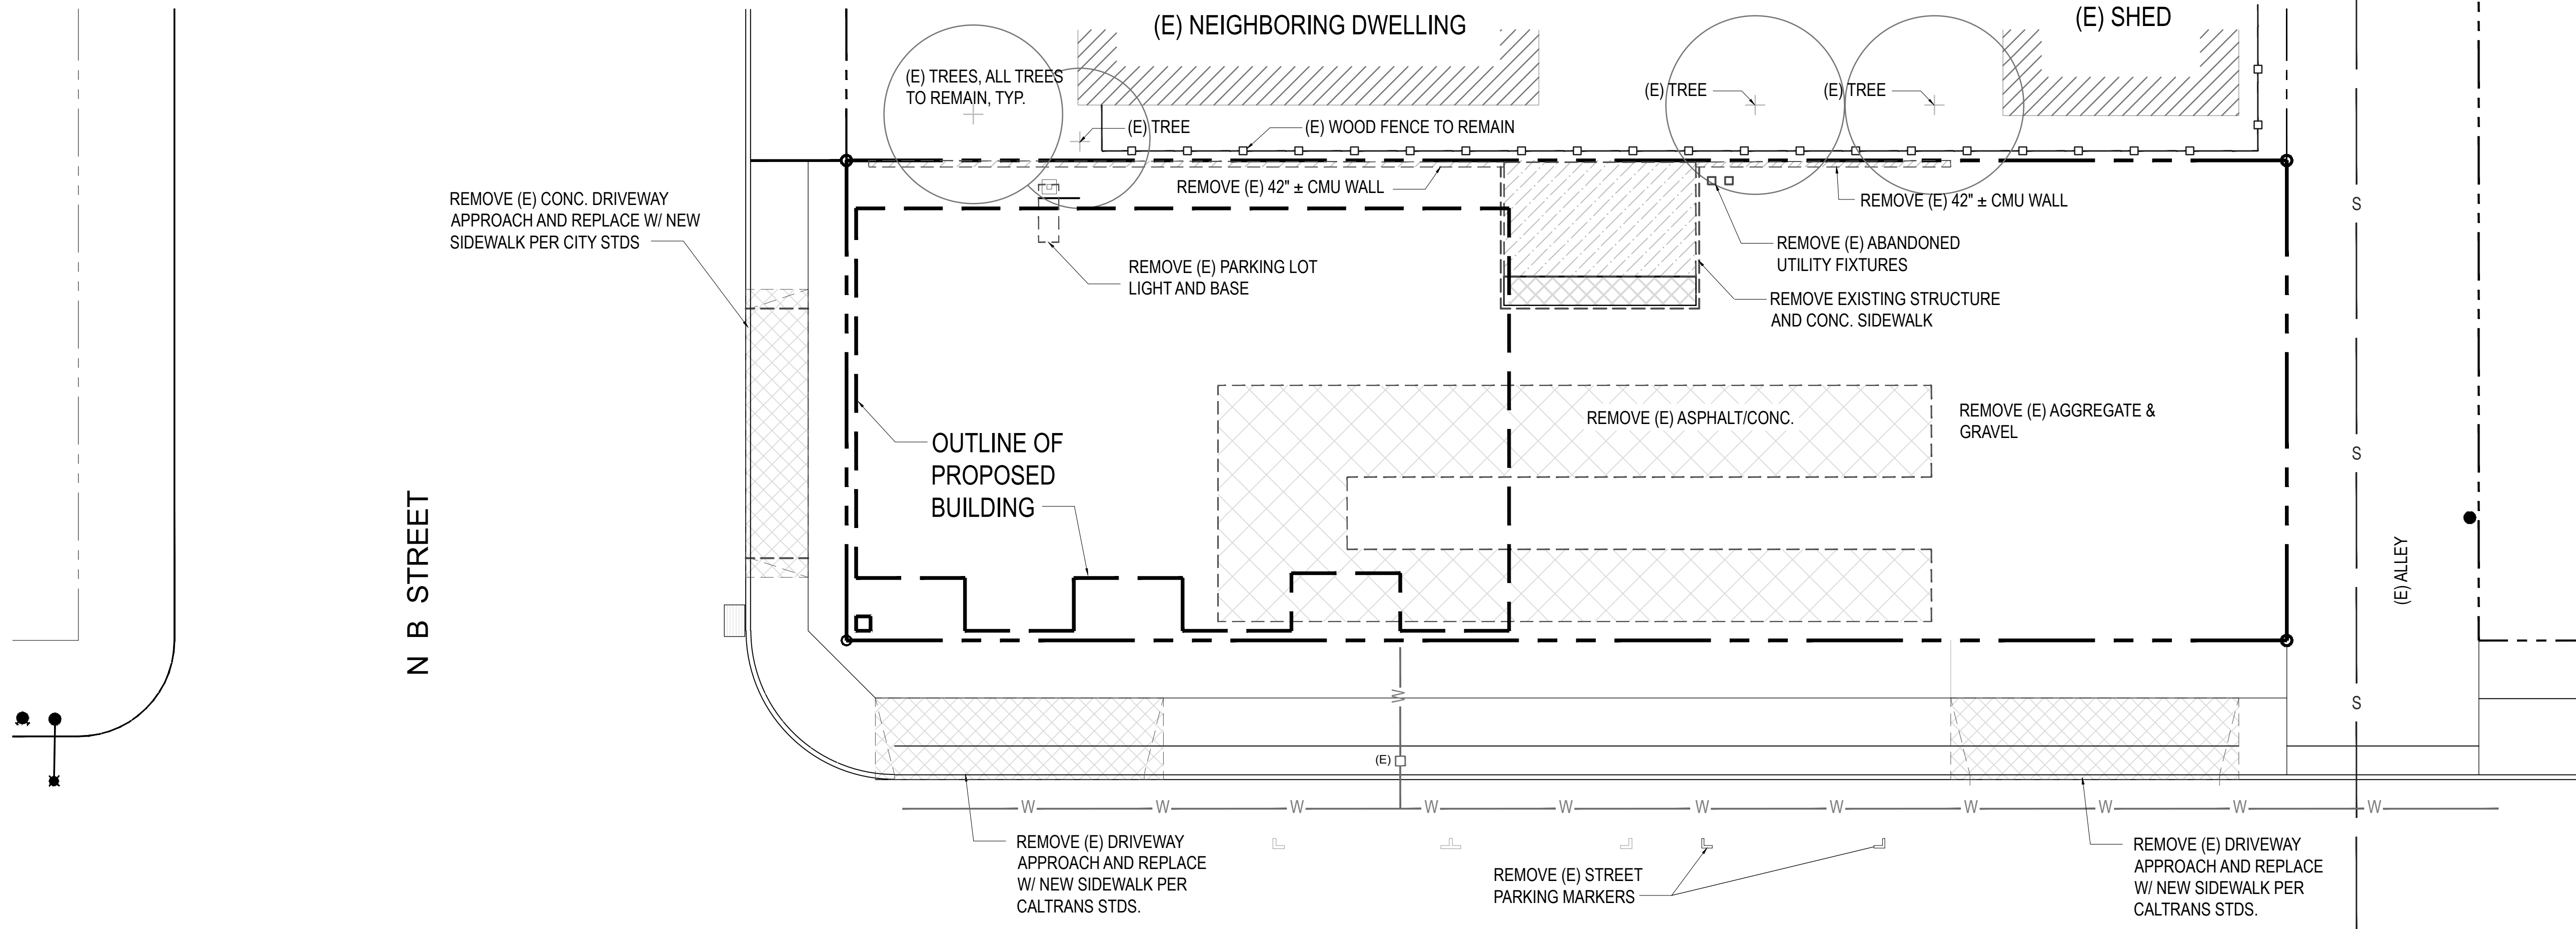 (E) NEIGHBORING DWELLING
(E) SHED
(E) TREES, ALL TREES
TO REMAIN, TYP.
(E) TREE
(E) WOOD FENCE TO REMAIN
(E) TREE
(E) TREE
REMOVE (E) 42" ± CMU WALL
REMOVE (E) 42" ± CMU WALL
REMOVE (E) CONC. DRIVEWAY
APPROACH AND REPLACE W/ NEW
SIDEWALK PER CITY STDS
REMOVE (E) PARKING LOT
LIGHT AND BASE
REMOVE (E) ABANDONED
UTILITY FIXTURES
REMOVE EXISTING STRUCTURE
AND CONC. SIDEWALK
REMOVE (E) ASPHALT/CONC.
REMOVE (E) AGGREGATE &
GRAVEL
OUTLINE OF
PROPOSED
BUILDING
N B STREET
(E) ALLEY
S
S
S
W
(E)
W W W W W W W W W W W
REMOVE (E) DRIVEWAY
APPROACH AND REPLACE
W/ NEW SIDEWALK PER
CALTRANS STDS.
REMOVE (E) STREET
PARKING MARKERS
REMOVE (E) DRIVEWAY
APPROACH AND REPLACE
W/ NEW SIDEWALK PER
CALTRANS STDS.